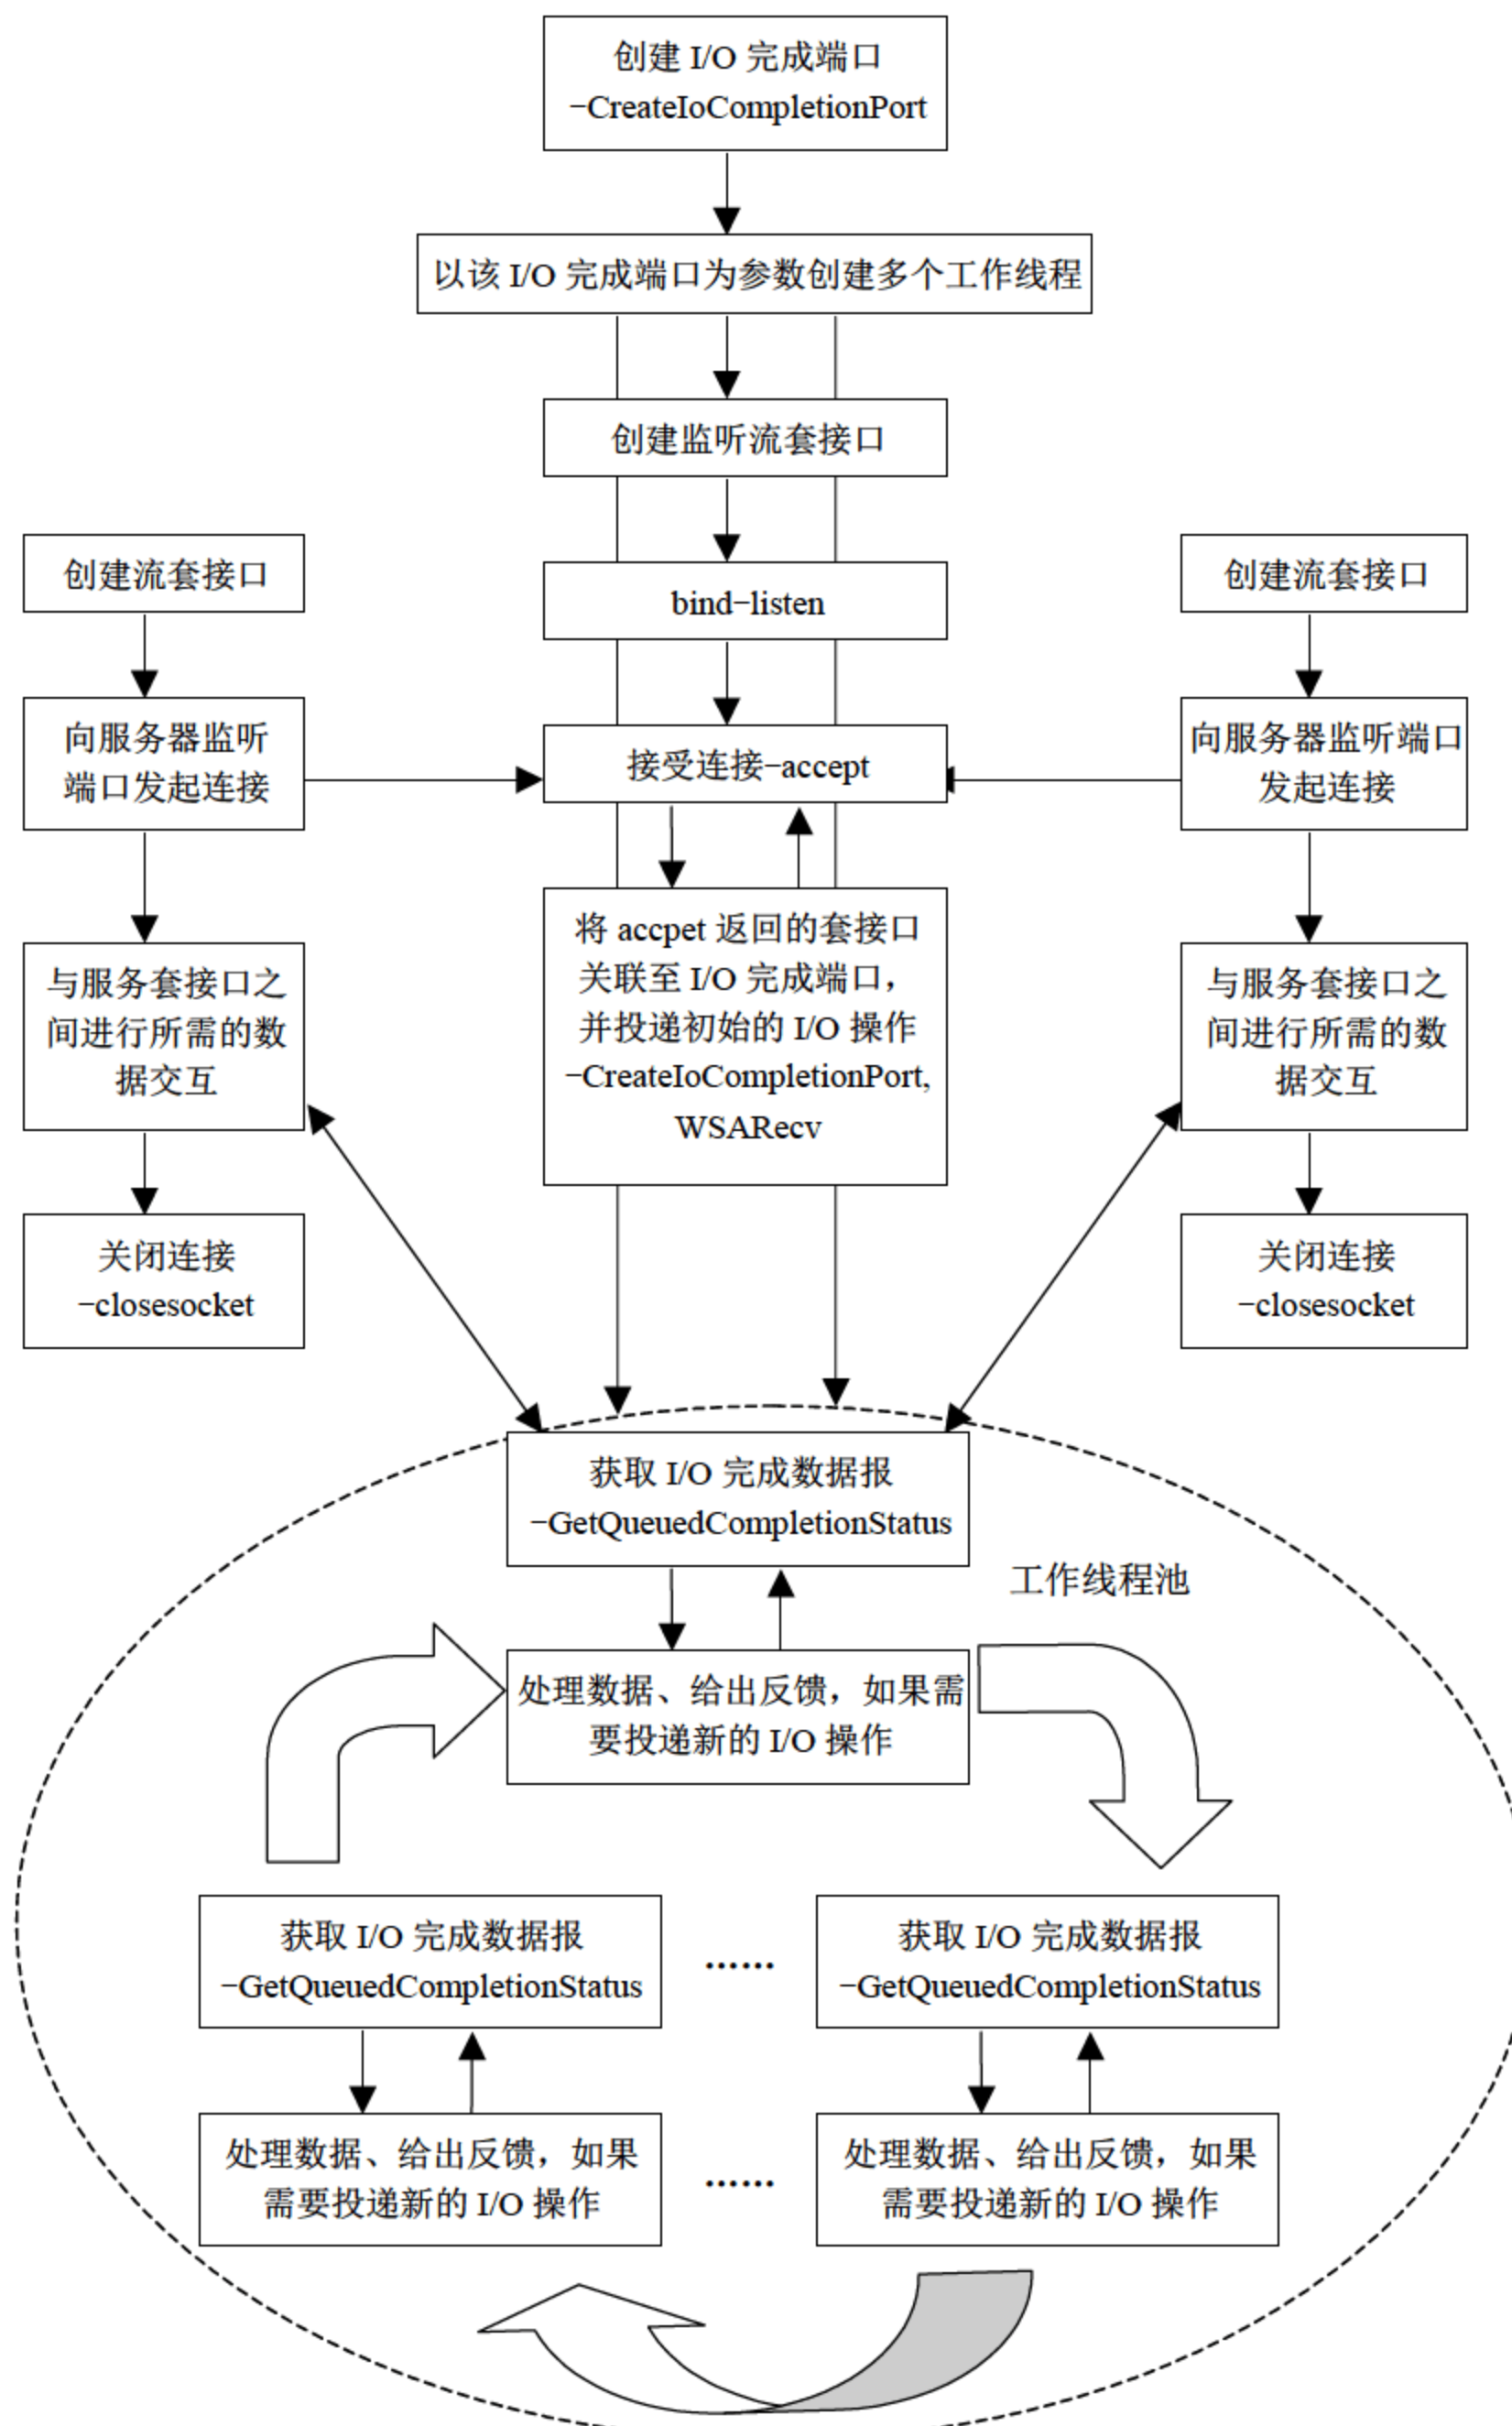 创建 I/O 完成端口
−CreateIoCompletionPort
以该 I/O 完成端口为参数创建多个工作线程
创建监听流套接口
bind−listen
接受连接−accept
将 accpet 返回的套接口
关联至 I/O 完成端口，
并投递初始的 I/O 操作
−CreateIoCompletionPort,
WSARecv
创建流套接口
向服务器监听
端口发起连接
与服务套接口之
间进行所需的数
据交互
关闭连接
−closesocket
创建流套接口
向服务器监听端口
发起连接
与服务套接口之
间进行所需的数
据交互
关闭连接
−closesocket
获取 I/O 完成数据报
−GetQueuedCompletionStatus
工作线程池
处理数据、给出反馈，如果需
要投递新的 I/O 操作
获取 I/O 完成数据报
−GetQueuedCompletionStatus
……
获取 I/O 完成数据报
−GetQueuedCompletionStatus
处理数据、给出反馈，如果
需要投递新的 I/O 操作
……
处理数据、给出反馈，如果
需要投递新的 I/O 操作